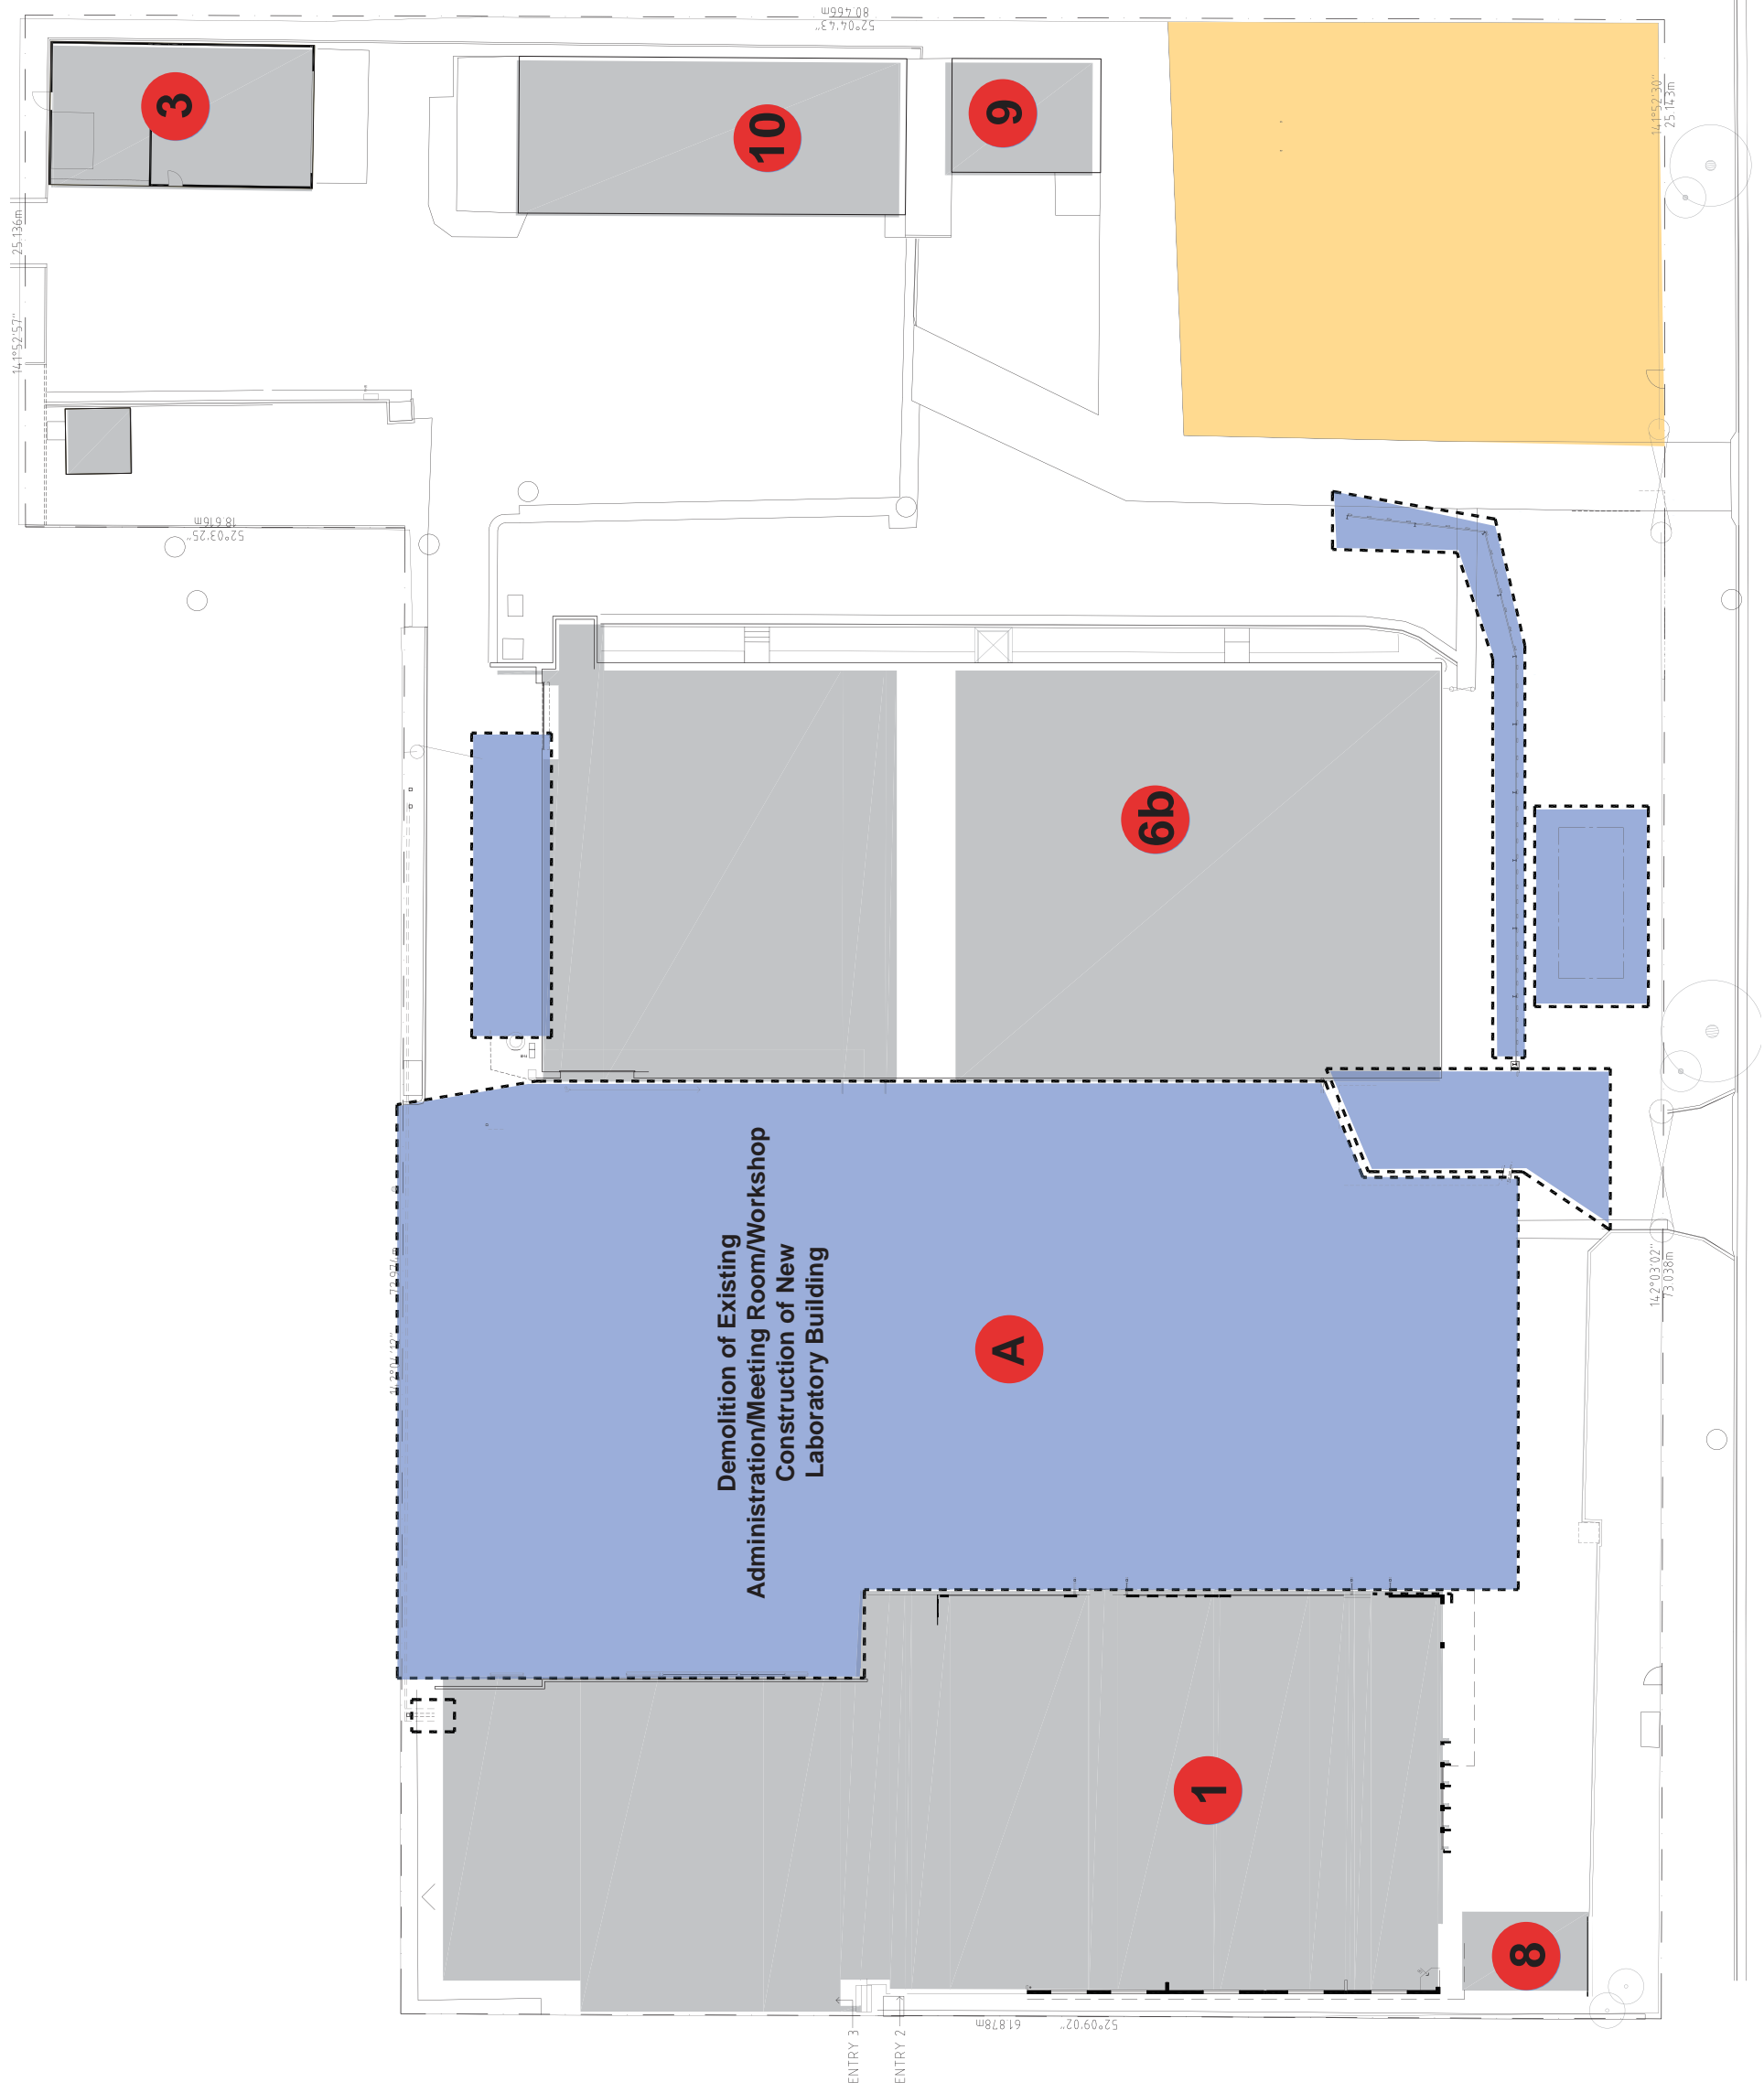 3
10
9
6b
A
1
8
Demolition of Existing
Administration/Meeting Room/Workshop
Construction of New
Laboratory Building
80.466m
52°04'43"
141°52'30"
25.143m
25.136m
141°52'57"
18.616m
52°03'25"
142°03'02"
73.038m
61.878m
52°09'02"
ENTRY 3
ENTRY 2